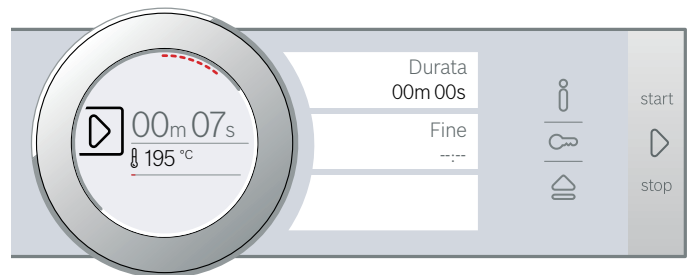 00m 07s
195 °C
Durata
00m 00s
Fine
--:--
start
stop